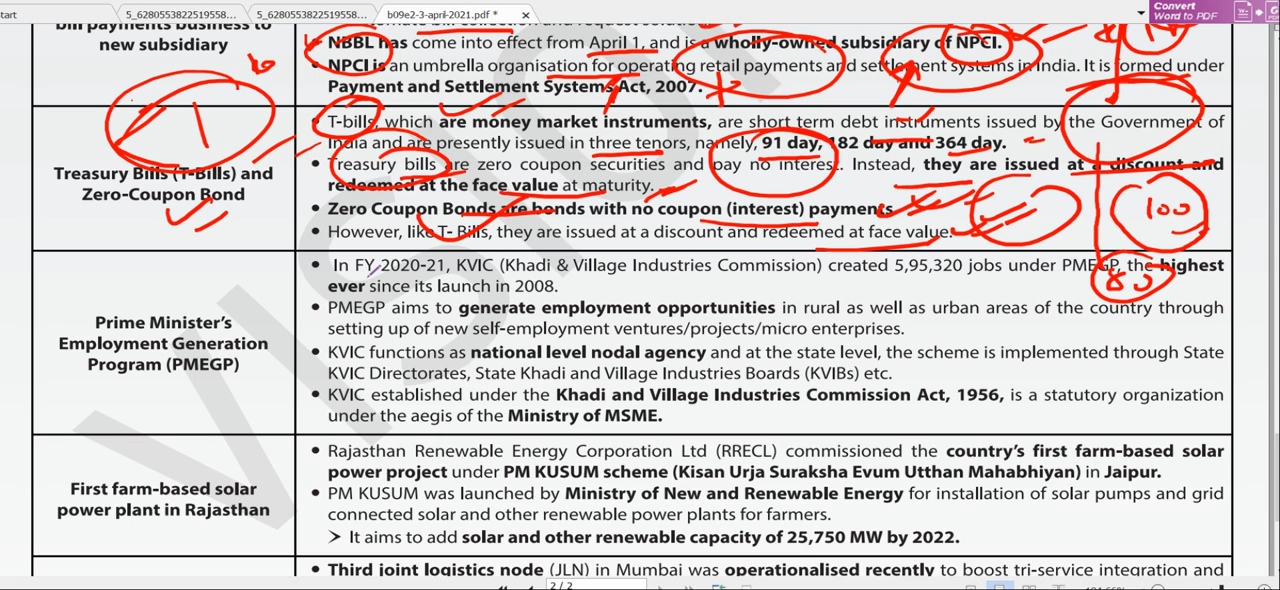 start
5_6280553822519558...
5_6280553822519558...
b09e2-3-april-2021.pdf * ×
Convert
Word to PDF
bill payments business to
new subsidiary
• NBBL has come into effect from April 1, and is a wholly-owned subsidiary of NPCI.
• NPCI is an umbrella organisation for operating retail payments and settlement systems in India. It is formed under
Payment and Settlement Systems Act, 2007.
Treasury Bills (T-Bills) and
Zero-Coupon Bond
• T-bills, which are money market instruments, are short term debt instruments issued by the Government of
India and are presently issued in three tenors, namely, 91 day, 182 day and 364 day.
• Treasury bills are zero coupon securities and pay no interest. Instead, they are issued at a discount and
redeemed at the face value at maturity.
• Zero Coupon Bonds are bonds with no coupon (interest) payments.
• However, like T- Bills, they are issued at a discount and redeemed at face value.
100
80
Prime Minister's
Employment Generation
Program (PMEGP)
• In FY 2020-21, KVIC (Khadi & Village Industries Commission) created 5,95,320 jobs under PMEGP, the highest
ever since its launch in 2008.
• PMEGP aims to generate employment opportunities in rural as well as urban areas of the country through
setting up of new self-employment ventures/projects/micro enterprises.
• KVIC functions as national level nodal agency and at the state level, the scheme is implemented through State
KVIC Directorates, State Khadi and Village Industries Boards (KVIBs) etc.
• KVIC established under the Khadi and Village Industries Commission Act, 1956, is a statutory organization
under the aegis of the Ministry of MSME.
First farm-based solar
power plant in Rajasthan
• Rajasthan Renewable Energy Corporation Ltd (RRECL) commissioned the country's first farm-based solar
power project under PM KUSUM scheme (Kisan Urja Suraksha Evum Utthan Mahabhiyan) in Jaipur.
• PM KUSUM was launched by Ministry of New and Renewable Energy for installation of solar pumps and grid
connected solar and other renewable power plants for farmers.
➤ It aims to add solar and other renewable capacity of 25,750 MW by 2022.
• Third joint logistics node (JLN) in Mumbai was operationalised recently to boost tri-service integration and
2 / 2
VISIO